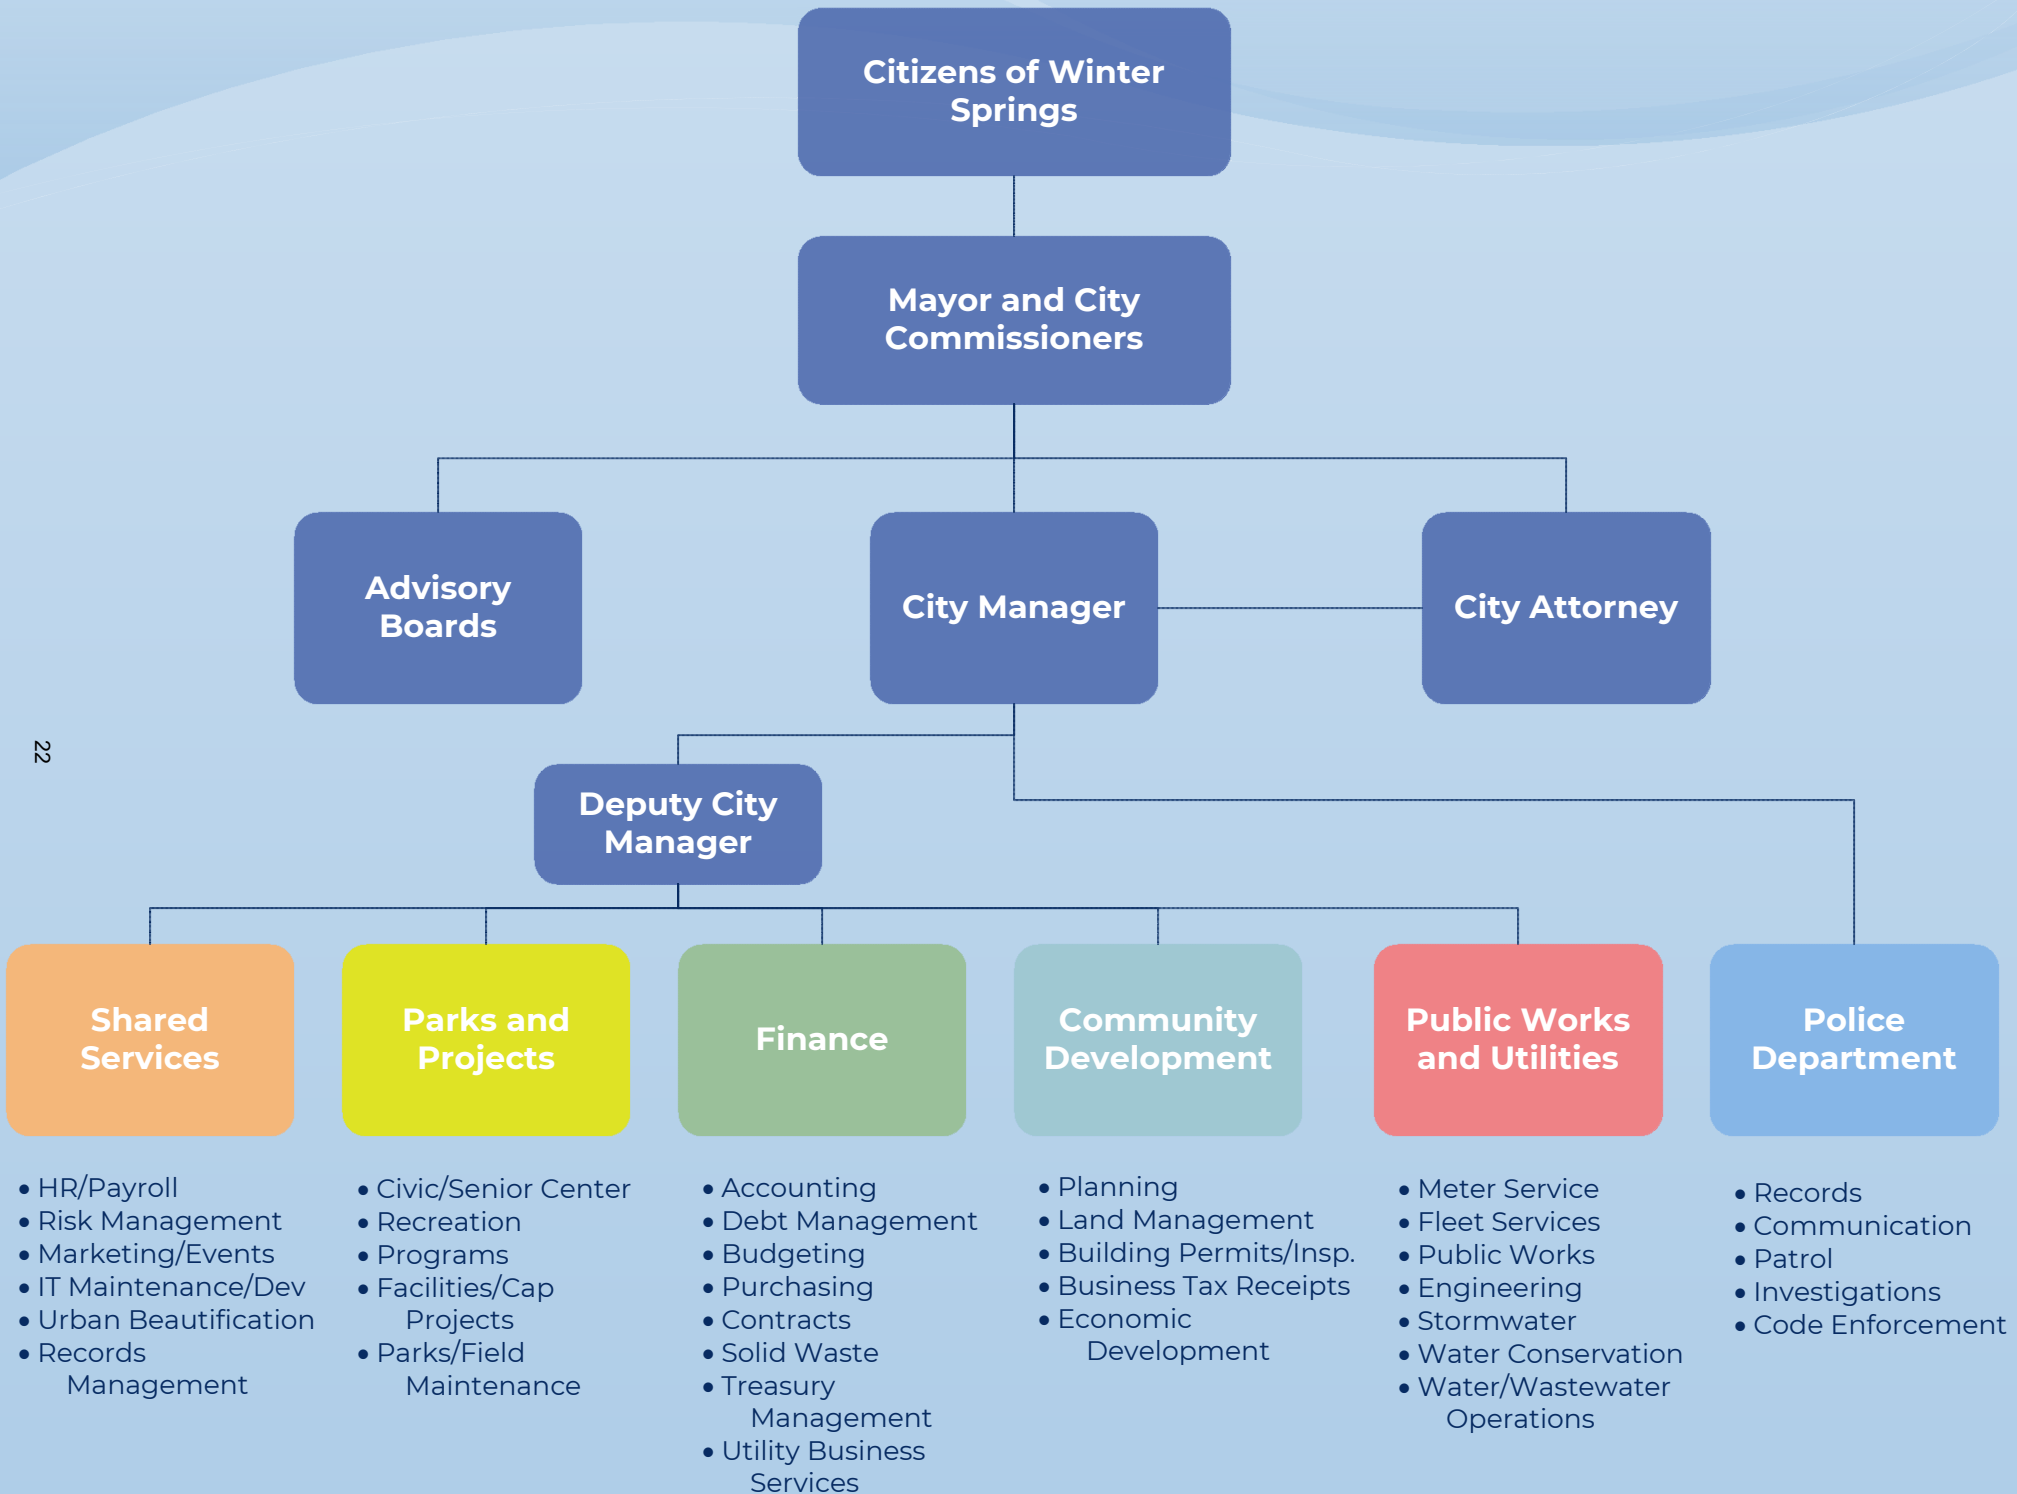 Citizens of Winter
Springs
Mayor and City
Commissioners
Advisory
Boards
City Manager
City Attorney
22
Deputy City
Manager
Shared
Services
Parks and
Projects
Finance
Community
Development
Public Works
and Utilities
Police
Department
• HR/Payroll
• Risk Management
• Marketing/Events
• IT Maintenance/Dev
• Urban Beautification
• Records
Management
• Civic/Senior Center
• Recreation
• Programs
• Facilities/Cap
Projects
• Parks/Field
Maintenance
• Accounting
• Debt Management
• Budgeting
• Purchasing
• Contracts
• Solid Waste
• Treasury
Management
• Utility Business
Services
• Planning
• Land Management
• Building Permits/Insp.
• Business Tax Receipts
• Economic
Development
• Meter Service
• Fleet Services
• Public Works
• Engineering
• Stormwater
• Water Conservation
• Water/Wastewater
Operations
• Records
• Communication
• Patrol
• Investigations
• Code Enforcement